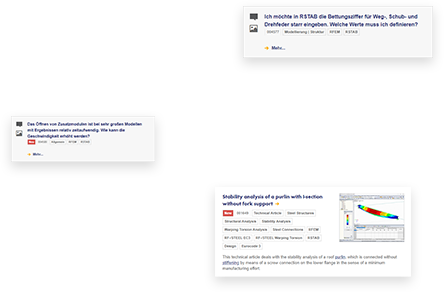 Ich möchte in RSTAB die Bettungsziffer für Weg-, Schub- und
Drehfeder starr eingeben. Welche Werte muss ich definieren?
Modellierung | Struktur RFEM RSTAB
Mehr...
Das Öffnen von Zusatzmodulen ist bei sehr großen Modellen
mit Ergebnissen relativ zeitaufwendig. Wie kann die
Geschwindigkeit erhöht werden?
New Allgemein RFEM RSTAB
Mehr...
Stability analysis of a purlin with I-section
without fork support
New Technical Article Steel Structures
Structural Analysis Stability Analysis
Warping Torsion Analysis Steel Connections RFEM
RF-/STEEL EC3 RF-/STEEL Warping Torsion RSTAB
Design Eurocode 3
This technical article deals with the stability analysis of a roof purlin, which is connected without
stiffening by means of a screw connection on the lower flange in the sense of a minimum
manufacturing effort.